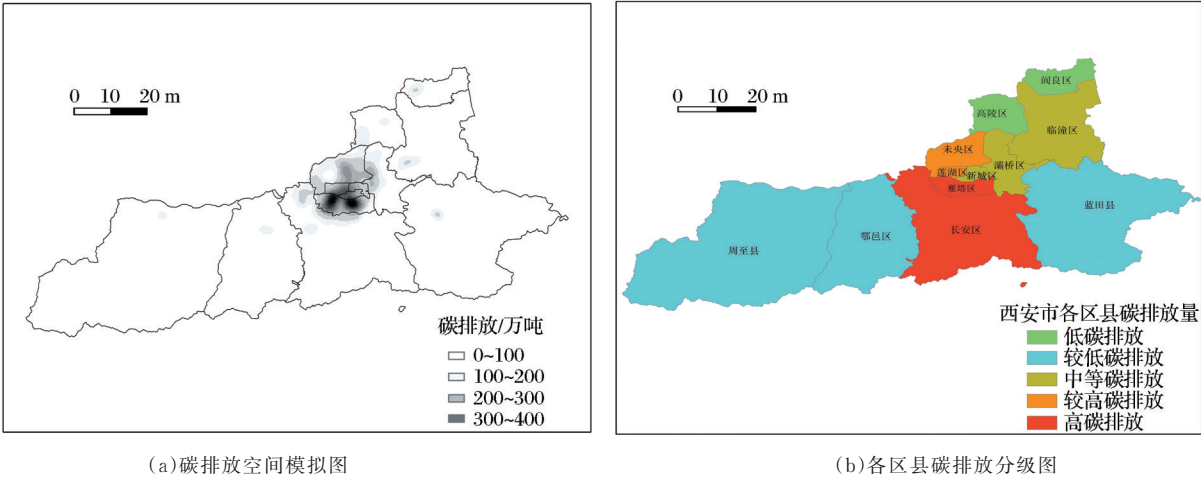 0 10 20 m
碳排放/万吨
0~100
100~200
200~300
300~400
(a)碳排放空间模拟图
0 10 20 m
阎良区
高陵区
临潼区
未央区
灞桥区
莲湖区
新城区
雁塔区
蓝田县
长安区
鄠邑区
周至县
西安市各区县碳排放量
低碳排放
较低碳排放
中等碳排放
较高碳排放
高碳排放
(b)各区县碳排放分级图